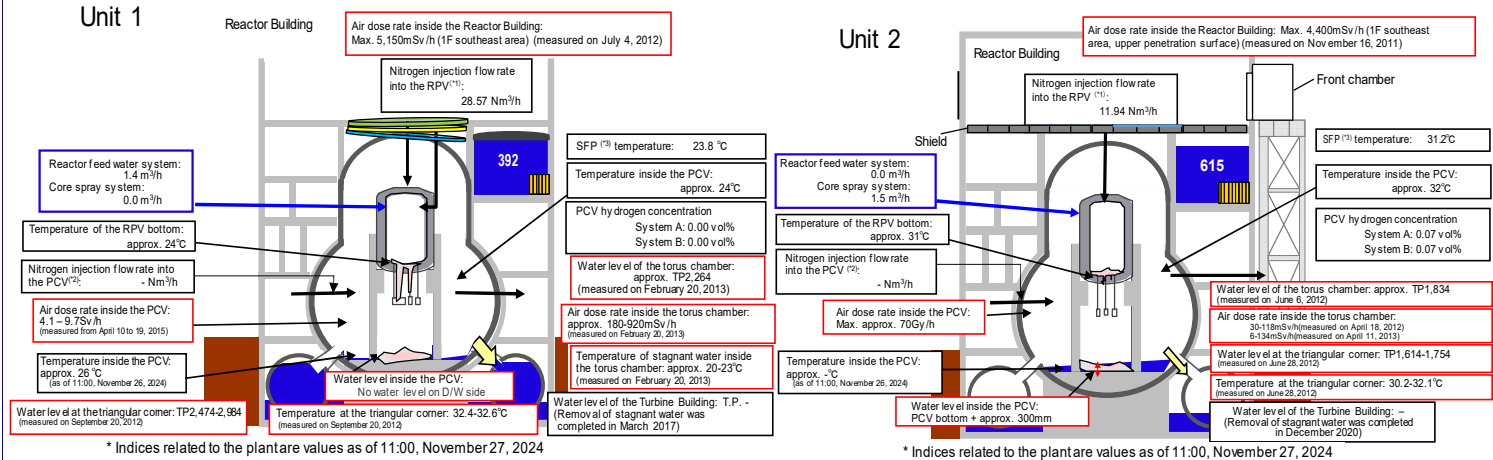 Unit 1
Reactor Building
Air dose rate inside the Reactor Building:
Max. 5,150mSv/h (1F southeast area) (measured on July 4, 2012)
Nitrogen injection flow rate
into the RPV(*1):
28.57 Nm3/h
Reactor feed water system:
1.4 m3/h
Core spray system:
0.0 m3/h
392
SFP (*3) temperature: 23.8 °C
Temperature inside the PCV:
approx. 24°C
PCV hydrogen concentration
System A: 0.00 vol%
System B: 0.00 vol%
Temperature of the RPV bottom:
approx. 24°C
Nitrogen injection flow rate into
the PCV(*2):
- Nm3/h
Water level of the torus chamber:
approx. TP2,264
(measured on February 20, 2013)
Air dose rate inside the PCV:
4.1 – 9.7Sv/h
(measured from April 10 to 19, 2015)
Air dose rate inside the torus chamber:
approx. 180-920mSv/h
(measured on February 20, 2013)
Temperature inside the PCV:
approx. 26 °C
(as of 11:00, November 26, 2024)
Temperature of stagnant water inside
the torus chamber: approx. 20-23°C
(measured on February 20, 2013)
Water level inside the PCV:
No water level on D/W side
Water level at the triangular corner: TP2,474-2,984
(measured on September 20, 2012)
Temperature at the triangular corner: 32.4-32.6°C
(measured on September 20, 2012)
Water level of the Turbine Building: T.P. -
(Removal of stagnant water was
completed in March 2017)
* Indices related to the plant are values as of 11:00, November 27, 2024
Unit 2
Air dose rate inside the Reactor Building: Max. 4,400mSv/h (1F southeast
area, upper penetration surface) (measured on November 16, 2011)
Reactor Building
Nitrogen injection flow rate
into the RPV (*1):
11.94 Nm3/h
Front chamber
Shield
Reactor feed water system:
0.0 m3/h
Core spray system:
1.5 m3/h
615
SFP (*3) temperature: 31.2°C
Temperature inside the PCV:
approx. 32°C
PCV hydrogen concentration
System A: 0.07 vol%
System B: 0.07 vol%
Temperature of the RPV bottom:
approx. 31°C
Nitrogen injection flow rate
into the PCV (*2):
- Nm3/h
Water level of the torus chamber: approx. TP1,834
(measured on June 6, 2012)
Air dose rate inside the PCV:
Max. approx. 70Gy/h
Air dose rate inside the torus chamber:
30-118mSv/h(measured on April 18, 2012)
6-134mSv/h(measured on April 11, 2013)
Temperature inside the PCV:
approx. -°C
(as of 11:00, November 26, 2024)
Water level at the triangular corner: TP1,614-1,754
(measured on June 28, 2012)
Temperature at the triangular corner: 30.2-32.1°C
(measured on June 28, 2012)
Water level inside the PCV:
PCV bottom + approx. 300mm
Water level of the Turbine Building: –
(Removal of stagnant water was completed
in December 2020)
* Indices related to the plant are values as of 11:00, November 27, 2024